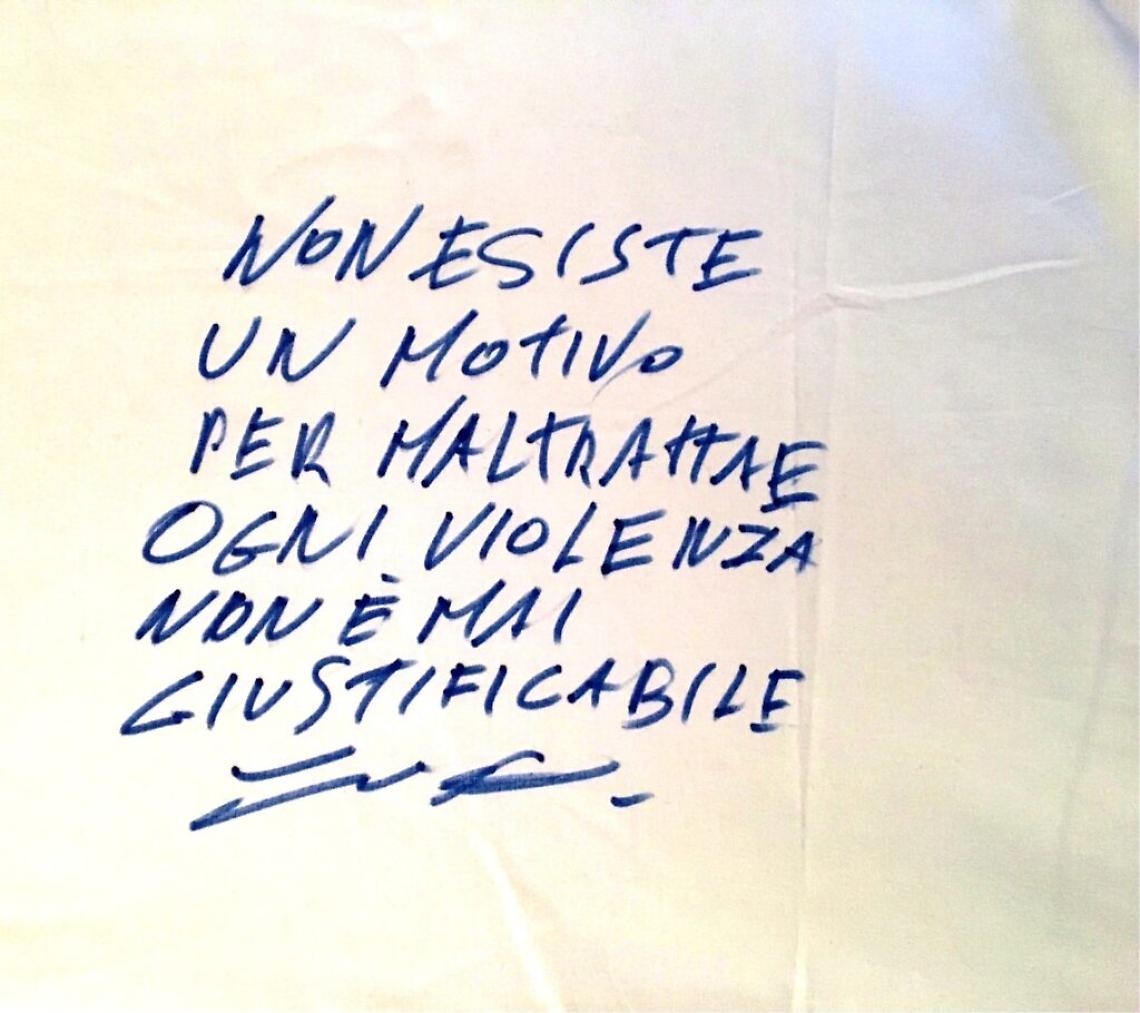 NON ESISTE
UN MOTIVO
PER MALTRATTAE
OGNI VIOLENZA
NON È MAI
GIUSTIFICABILE